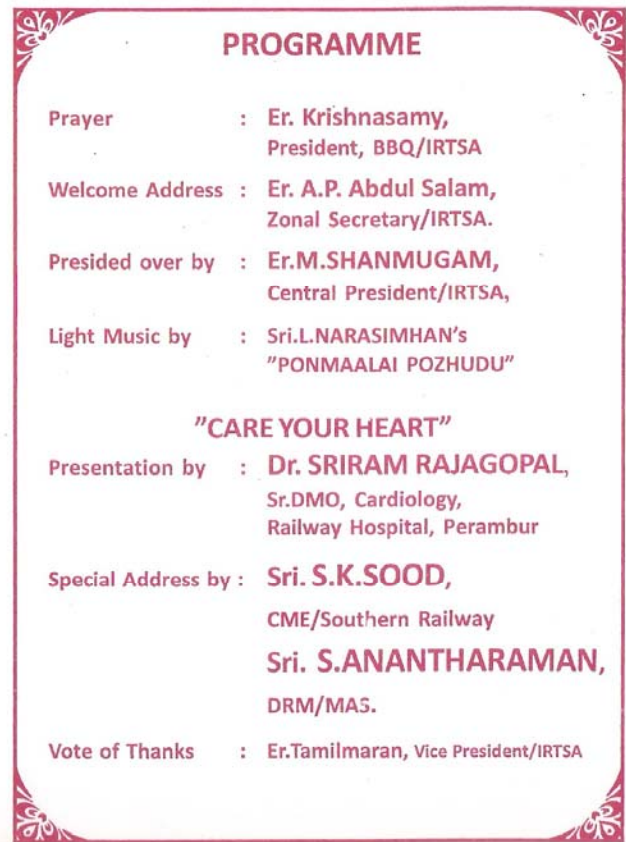 PROGRAMME
Prayer : Er. Krishnasamy,
President, BBQ/IRTSA
Welcome Address : Er. A.P. Abdul Salam,
Zonal Secretary/IRTSA.
Presided over by : Er.M.SHANMUGAM,
Central President/IRTSA,
Light Music by : Sri.L.NARASIMHAN's
"PONMAALAI POZHUDU"
"CARE YOUR HEART"
Presentation by : Dr. SRIRAM RAJAGOPAL,
Sr.DMO, Cardiology,
Railway Hospital, Perambur
Special Address by : Sri. S.K.SOOD,
CME/Southern Railway
Sri. S.ANANTHARAMAN,
DRM/MAS.
Vote of Thanks : Er.Tamilmaran, Vice President/IRTSA